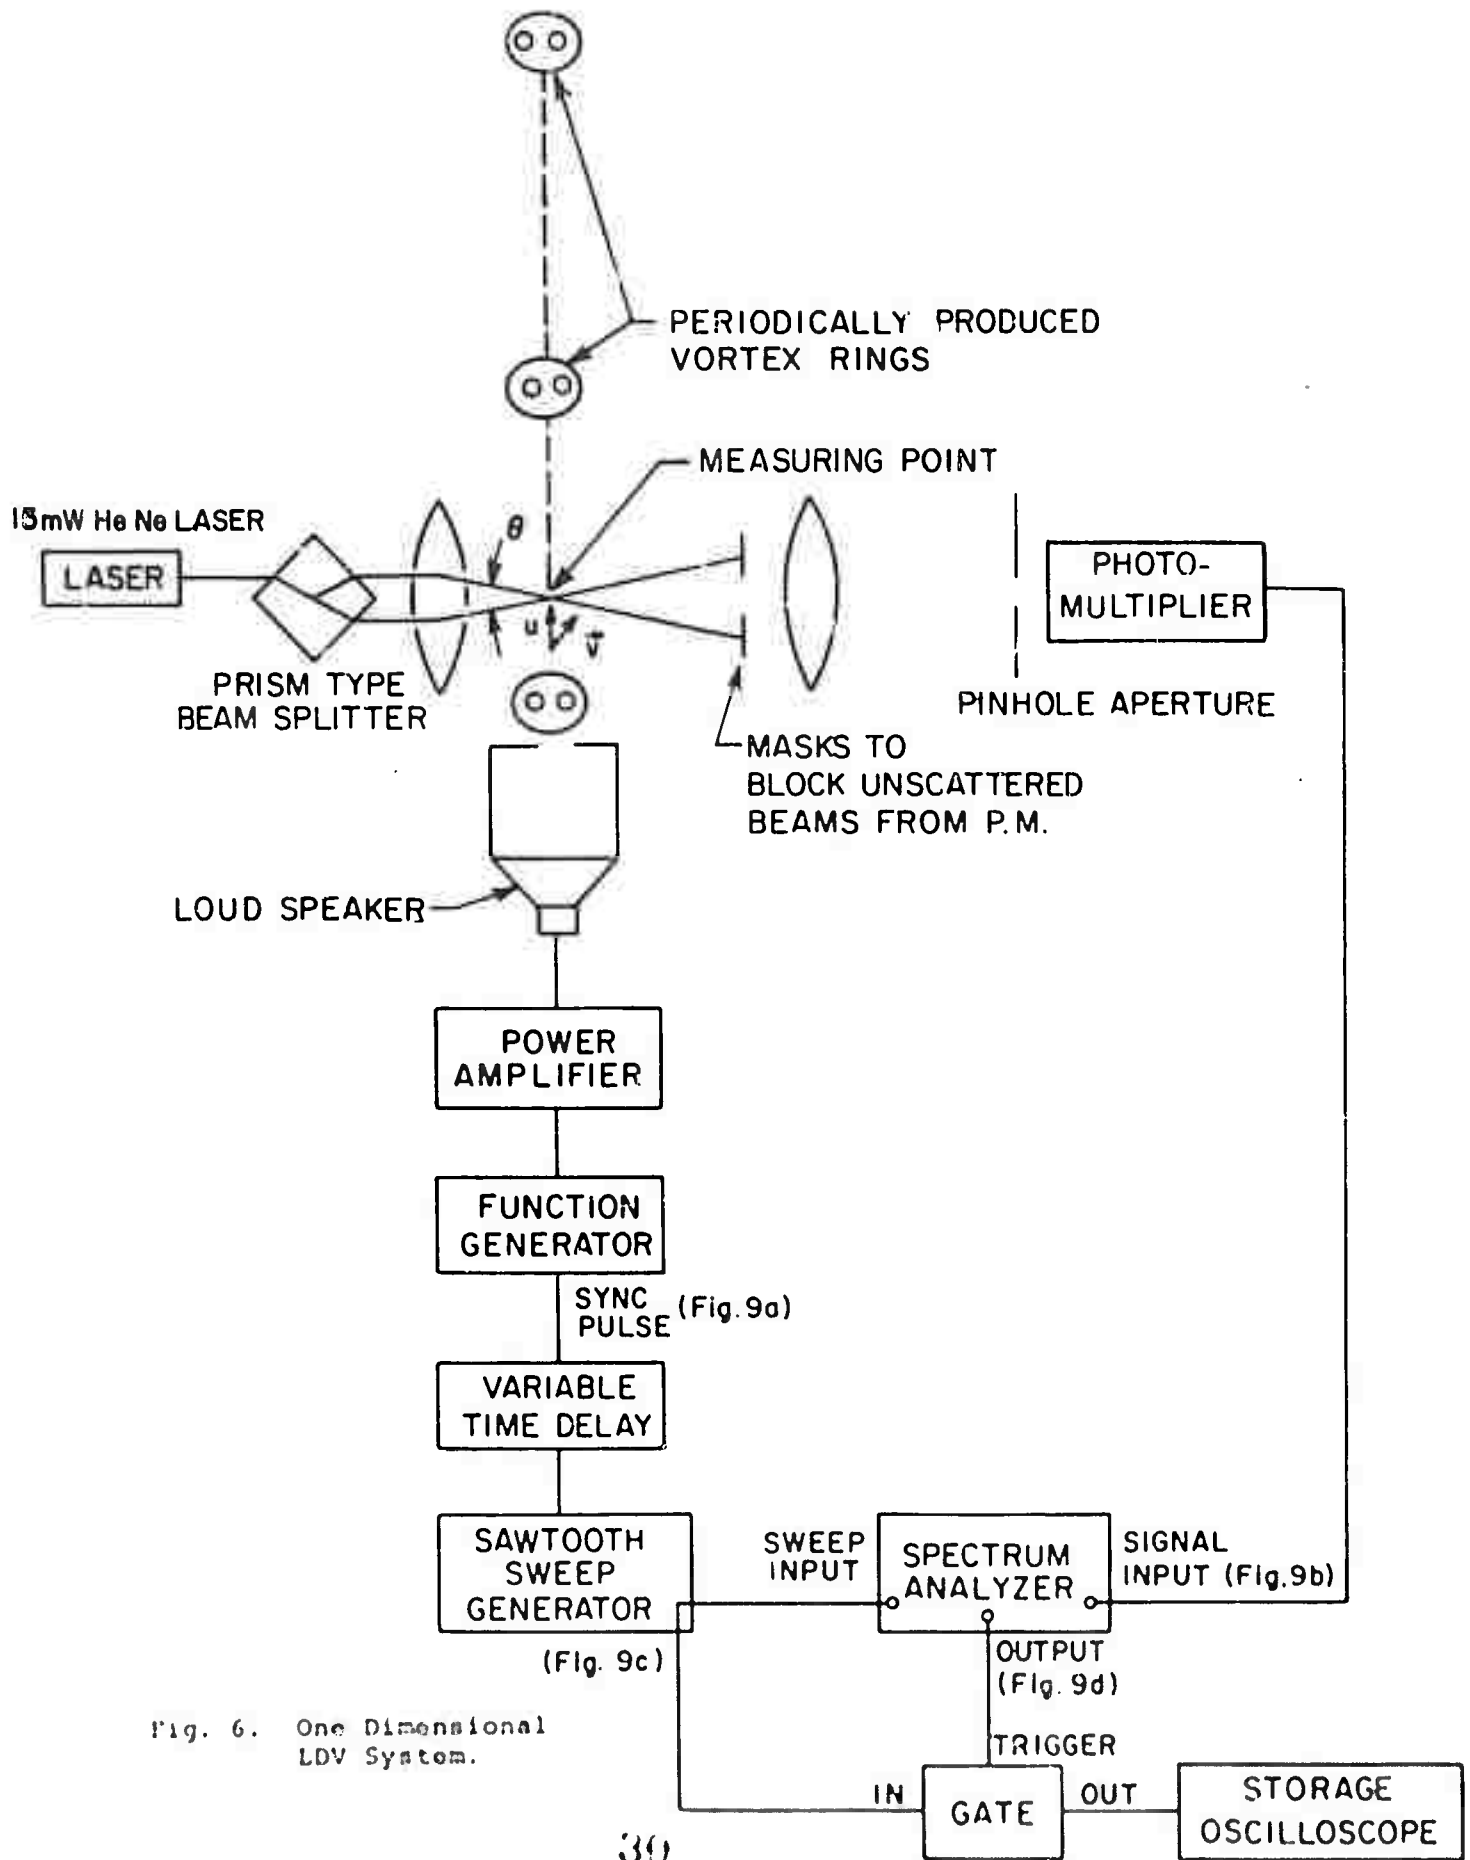 PERIODICALLY PRODUCED
VORTEX RINGS
MEASURING POINT
15mW He Ne LASER
LASER
θ
u
v
PHOTO-
MULTIPLIER
PRISM TYPE
BEAM SPLITTER
PINHOLE APERTURE
MASKS TO
BLOCK UNSCATTERED
BEAMS FROM P.M.
LOUD SPEAKER
POWER
AMPLIFIER
FUNCTION
GENERATOR
SYNC
PULSE (Fig. 9a)
VARIABLE
TIME DELAY
SAWTOOTH
SWEEP
GENERATOR
(Fig. 9c)
SWEEP
INPUT
SPECTRUM
ANALYZER
SIGNAL
INPUT (Fig. 9b)
OUTPUT
(Fig. 9d)
TRIGGER
IN
GATE
OUT
STORAGE
OSCILLOSCOPE
Fig. 6. One Dimensional
LDV System.
30